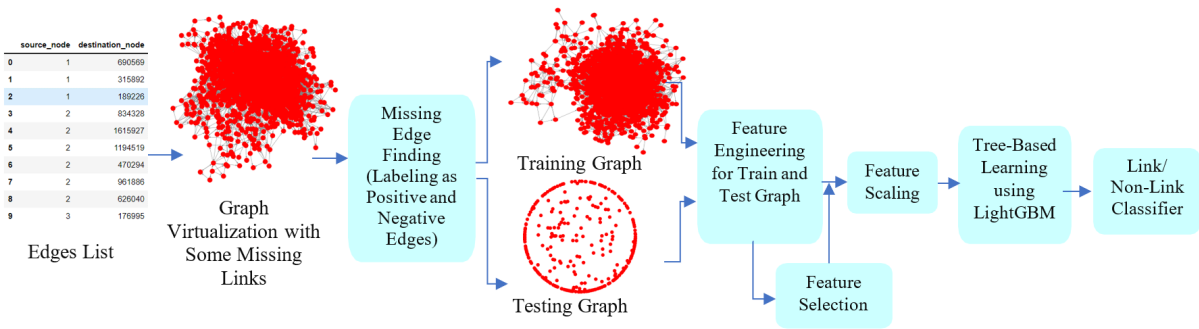 source_node destination_node
0 1 690569
1 1 315892
2 1 189226
3 2 834328
4 2 1615927
5 2 1194519
6 2 470294
7 2 961886
8 2 626040
9 3 176995
Edges List
Graph
Virtualization with
Some Missing
Links
Missing
Edge
Finding
(Labeling as
Positive and
Negative
Edges)
Training Graph
Testing Graph
Feature
Engineering
for Train and
Test Graph
Feature
Selection
Feature
Scaling
Tree-Based
Learning
using
LightGBM
Link/
Non-Link
Classifier